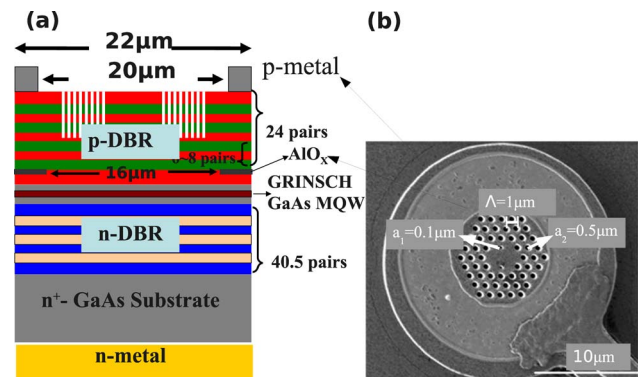 (a)
22μm
20μm
p-metal
p-DBR
24 pairs
6~8 pairs
AlOx
16μm
GRINSCH
GaAs MQW
n-DBR
40.5 pairs
n⁺- GaAs Substrate
n-metal
(b)
Λ=1μm
a₁=0.1μm
a₂=0.5μm
10μm